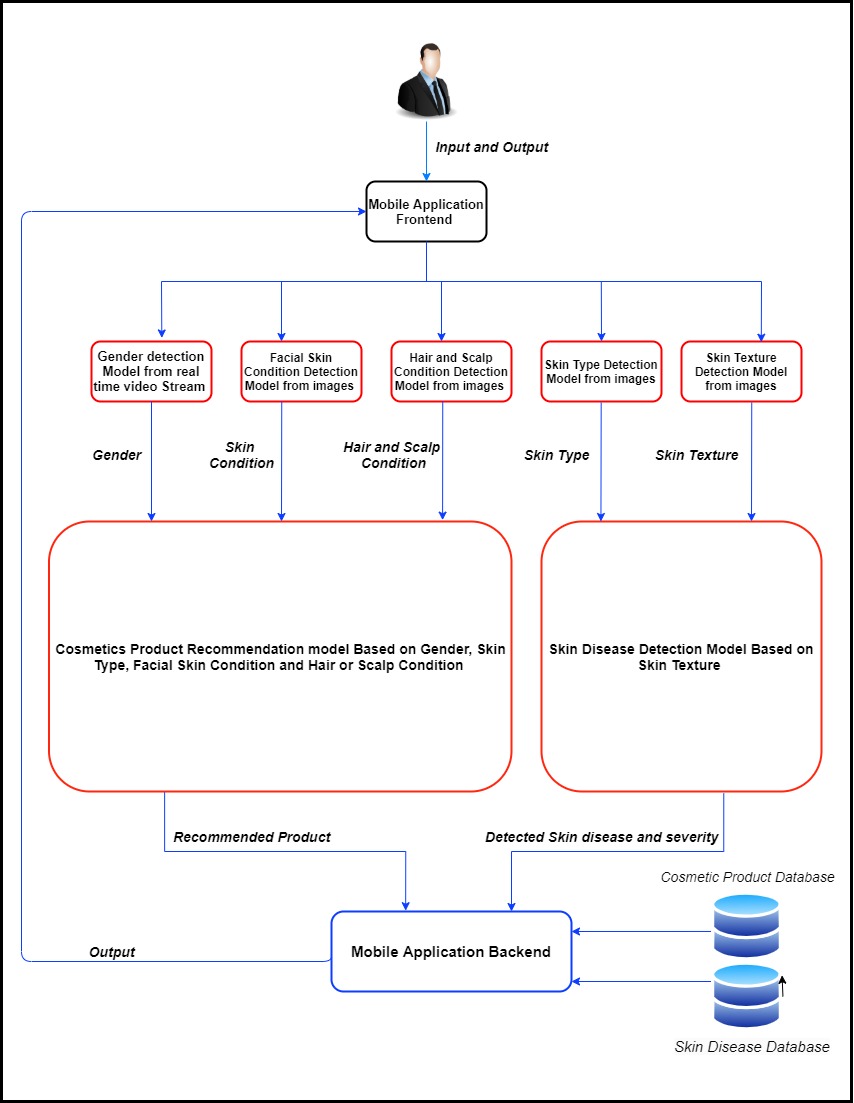 Input and Output
Mobile Application
Frontend
Gender detection
Model from real
time video Stream
Facial Skin
Condition Detection
Model from images
Hair and Scalp
Condition Detection
Model from images
Skin Type Detection
Model from images
Skin Texture
Detection Model
from images
Gender
Skin
Condition
Hair and Scalp
Condition
Skin Type
Skin Texture
Cosmetics Product Recommendation model Based on Gender, Skin
Type, Facial Skin Condition and Hair or Scalp Condition
Skin Disease Detection Model Based on
Skin Texture
Recommended Product
Detected Skin disease and severity
Cosmetic Product Database
Mobile Application Backend
Output
Skin Disease Database